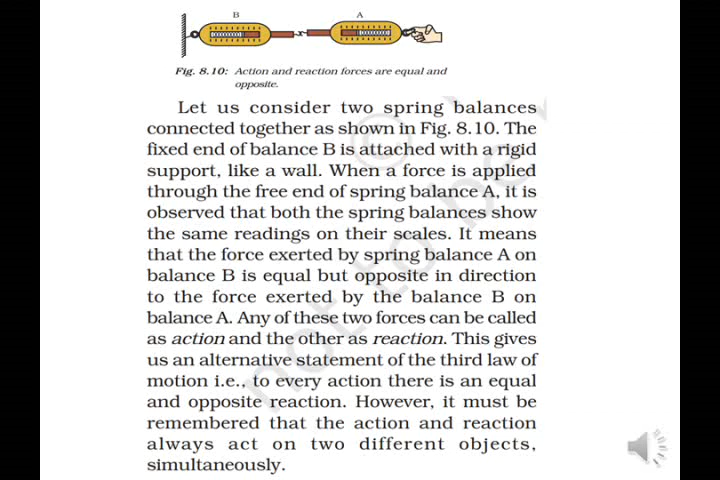 B
A
Fig. 8.10: Action and reaction forces are equal and
opposite.
Let us consider two spring balances
connected together as shown in Fig. 8.10. The
fixed end of balance B is attached with a rigid
support, like a wall. When a force is applied
through the free end of spring balance A, it is
observed that both the spring balances show
the same readings on their scales. It means
that the force exerted by spring balance A on
balance B is equal but opposite in direction
to the force exerted by the balance B on
balance A. Any of these two forces can be called
as action and the other as reaction. This gives
us an alternative statement of the third law of
motion i.e., to every action there is an equal
and opposite reaction. However, it must be
remembered that the action and reaction
always act on two different objects,
simultaneously.
© not to be